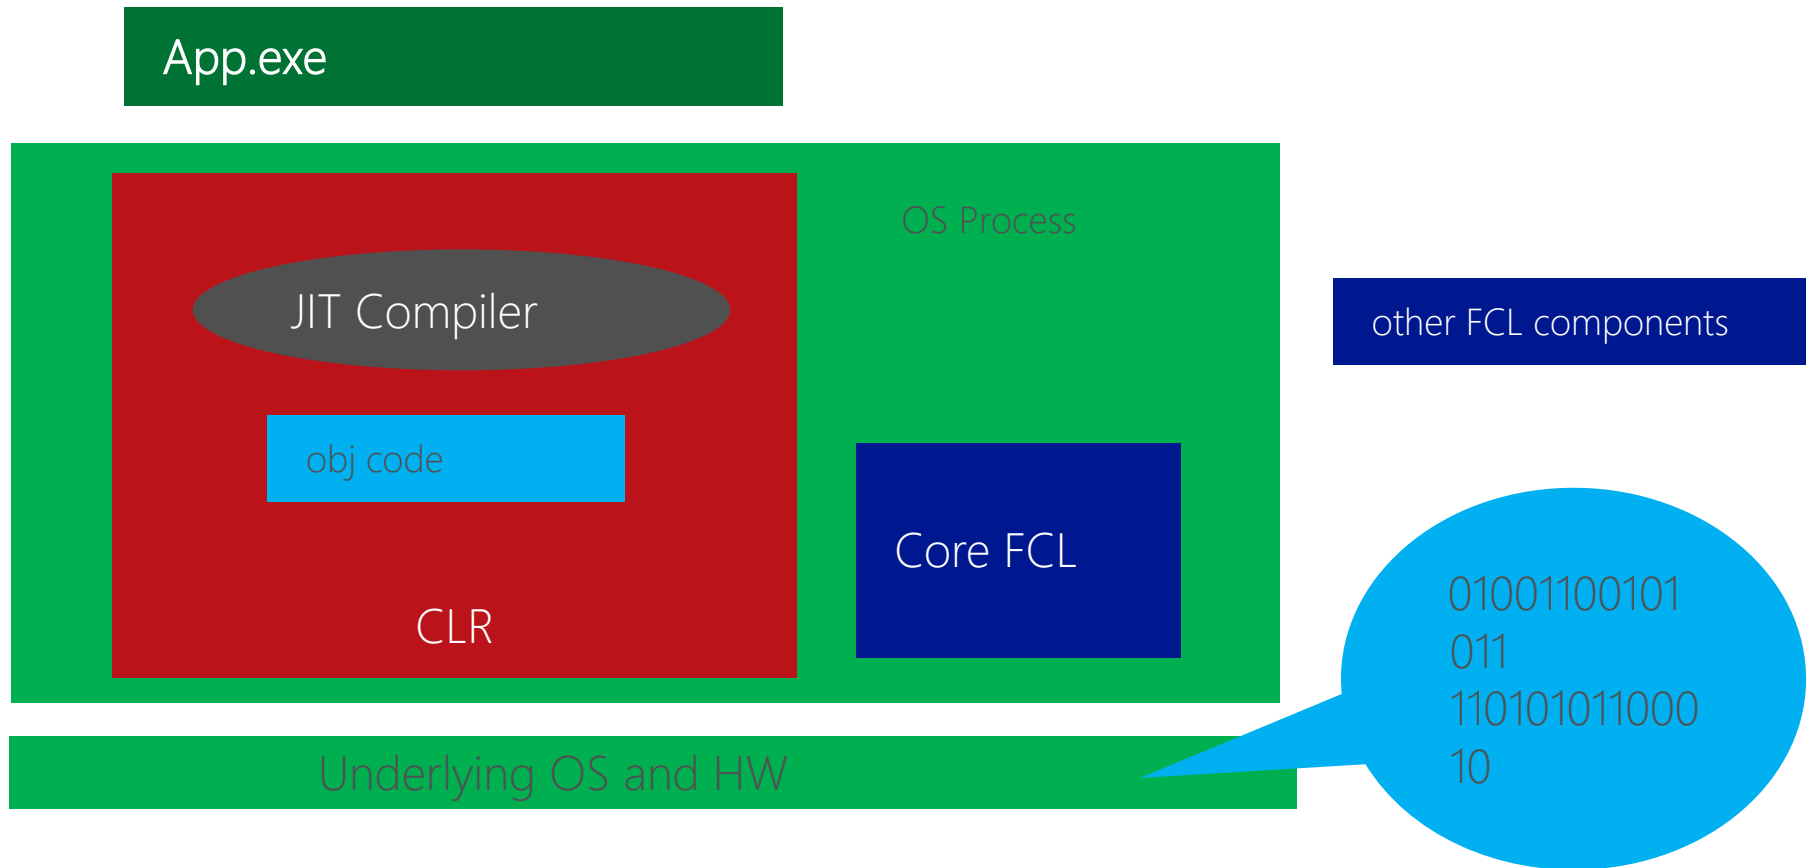 App.exe
OS Process
JIT Compiler
other FCL components
obj code
Core FCL
CLR
01001100101
011
110101011000
10
Underlying OS and HW